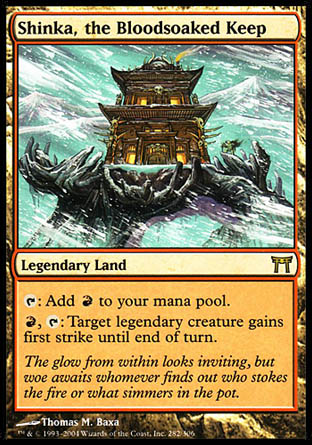 Shinka, the Bloodsoaked Keep
Legendary Land
: Add to your mana pool.
, : Target legendary creature gains
first strike until end of turn.
The glow from within looks inviting, but
woe awaits whomever finds out who stokes
the fire or what simmers in the pot.
Thomas M. Baxa
™ & © 1993-2004 Wizards of the Coast, Inc. 282/306